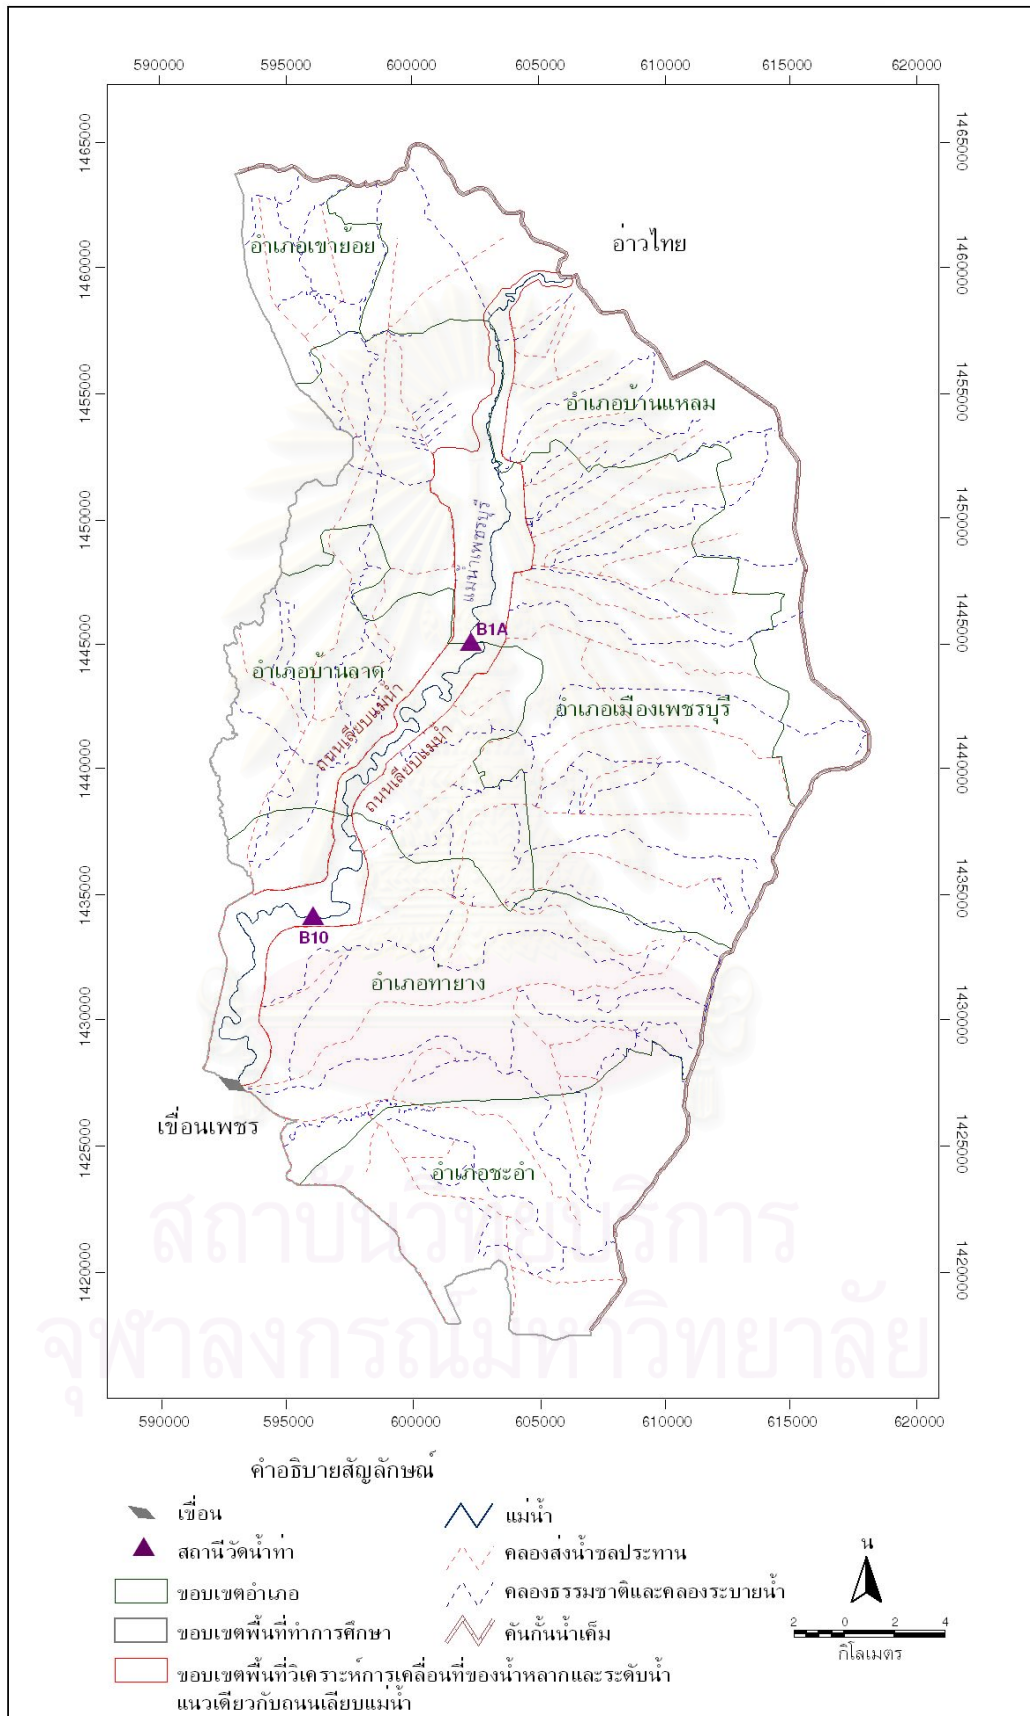 590000 595000 600000 605000 610000 615000 620000
1465000 1465000
อ่าวไทย
อำเภอเขาย้อย
1460000 1460000
1455000 1455000
อำเภอบ้านแหลม
1450000 1450000
แม่น้ำเพชรบุรี
1445000 1445000
B1A
อำเภอบ้านลาด
ถนนเลียบแม่น้ำ
ถนนเลียบแม่น้ำ
อำเภอเมืองเพชรบุรี
1440000 1440000
1435000 1435000
B10
อำเภอท่ายาง
1430000 1430000
เขื่อนเพชร
1425000 1425000
อำเภอชะอำ
สถาบันวิทยบริการ
1420000 1420000
จุฬาลงกรณ์มหาวิทยาลัย
590000 595000 600000 605000 610000 615000 620000
คำอธิบายสัญลักษณ์
เขื่อน
สถานีวัดน้ำท่า
ขอบเขตอำเภอ
ขอบเขตพื้นที่ทำการศึกษา
ขอบเขตพื้นที่วิเคราะห์การเคลื่อนที่ของน้ำหลากและระดับน้ำ
แนวเดียวกับถนนเลียบแม่น้ำ
แม่น้ำ
คลองส่งน้ำชลประทาน
คลองธรรมชาติและคลองระบายน้ำ
คันกั้นน้ำเค็ม
น
2 0 2 4
กิโลเมตร